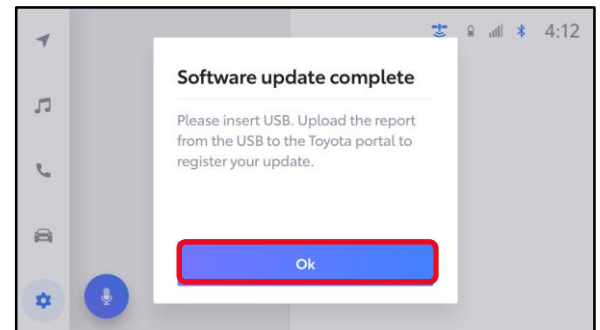 4:12
Software update complete
Please insert USB. Upload the report
from the USB to the Toyota portal to
register your update.
Ok